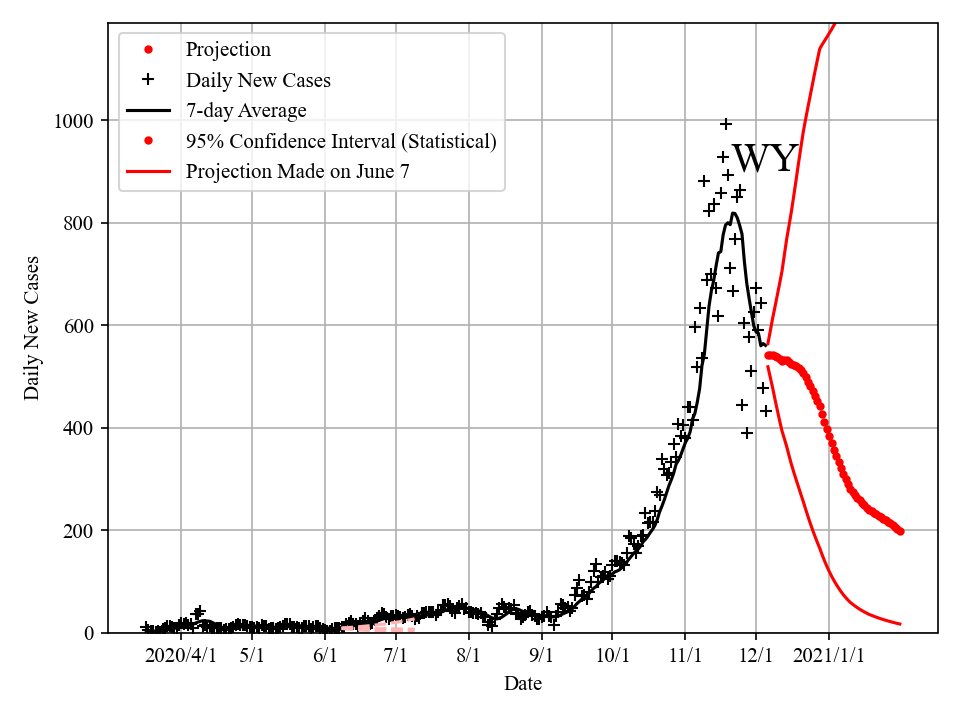 Projection
Daily New Cases
7-day Average
95% Confidence Interval (Statistical)
Projection Made on June 7
WY
Daily New Cases
1000
800
600
400
200
0
2020/4/1 5/1 6/1 7/1 8/1 9/1 10/1 11/1 12/1 2021/1/1
Date